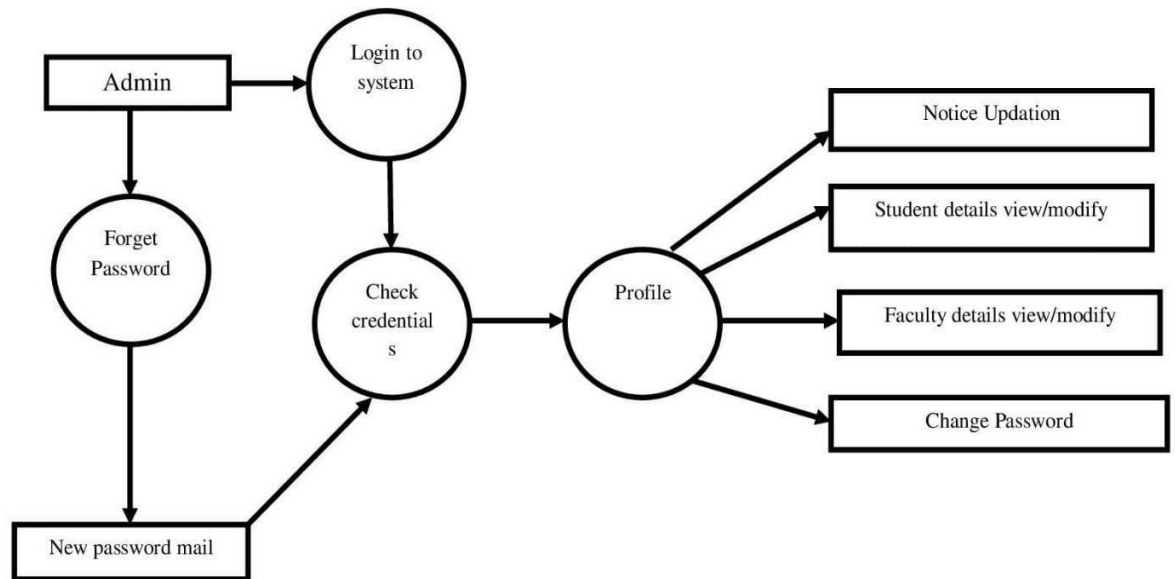 Login to
system
Admin
Notice Updation
Student details view/modify
Forget
Password
Check
credential
s
Profile
Faculty details view/modify
Change Password
New password mail